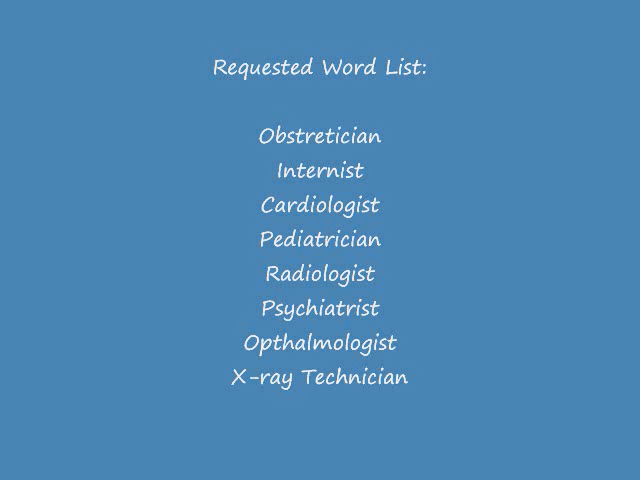 Requested Word List:
Obstretician
Internist
Cardiologist
Pediatrician
Radiologist
Psychiatrist
Opthalmologist
X-ray Technician